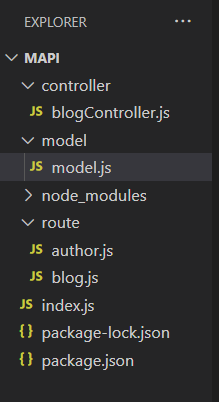 EXPLORER
MAPI
controller
JS blogController.js
model
JS model.js
node_modules
route
JS author.js
JS blog.js
JS index.js
{} package-lock.json
{} package.json